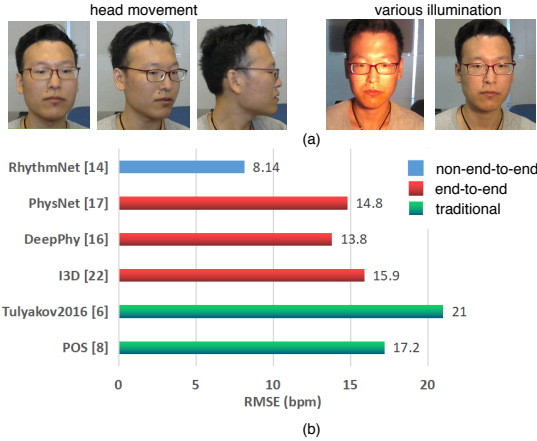 head movement
various illumination
(a)
RhythmNet [14]
8.14
non-end-to-end
PhysNet [17]
14.8
end-to-end
DeepPhy [16]
13.8
traditional
I3D [22]
15.9
Tulyakov2016 [6]
21
POS [8]
17.2
0 5 10 15 20
RMSE (bpm)
(b)